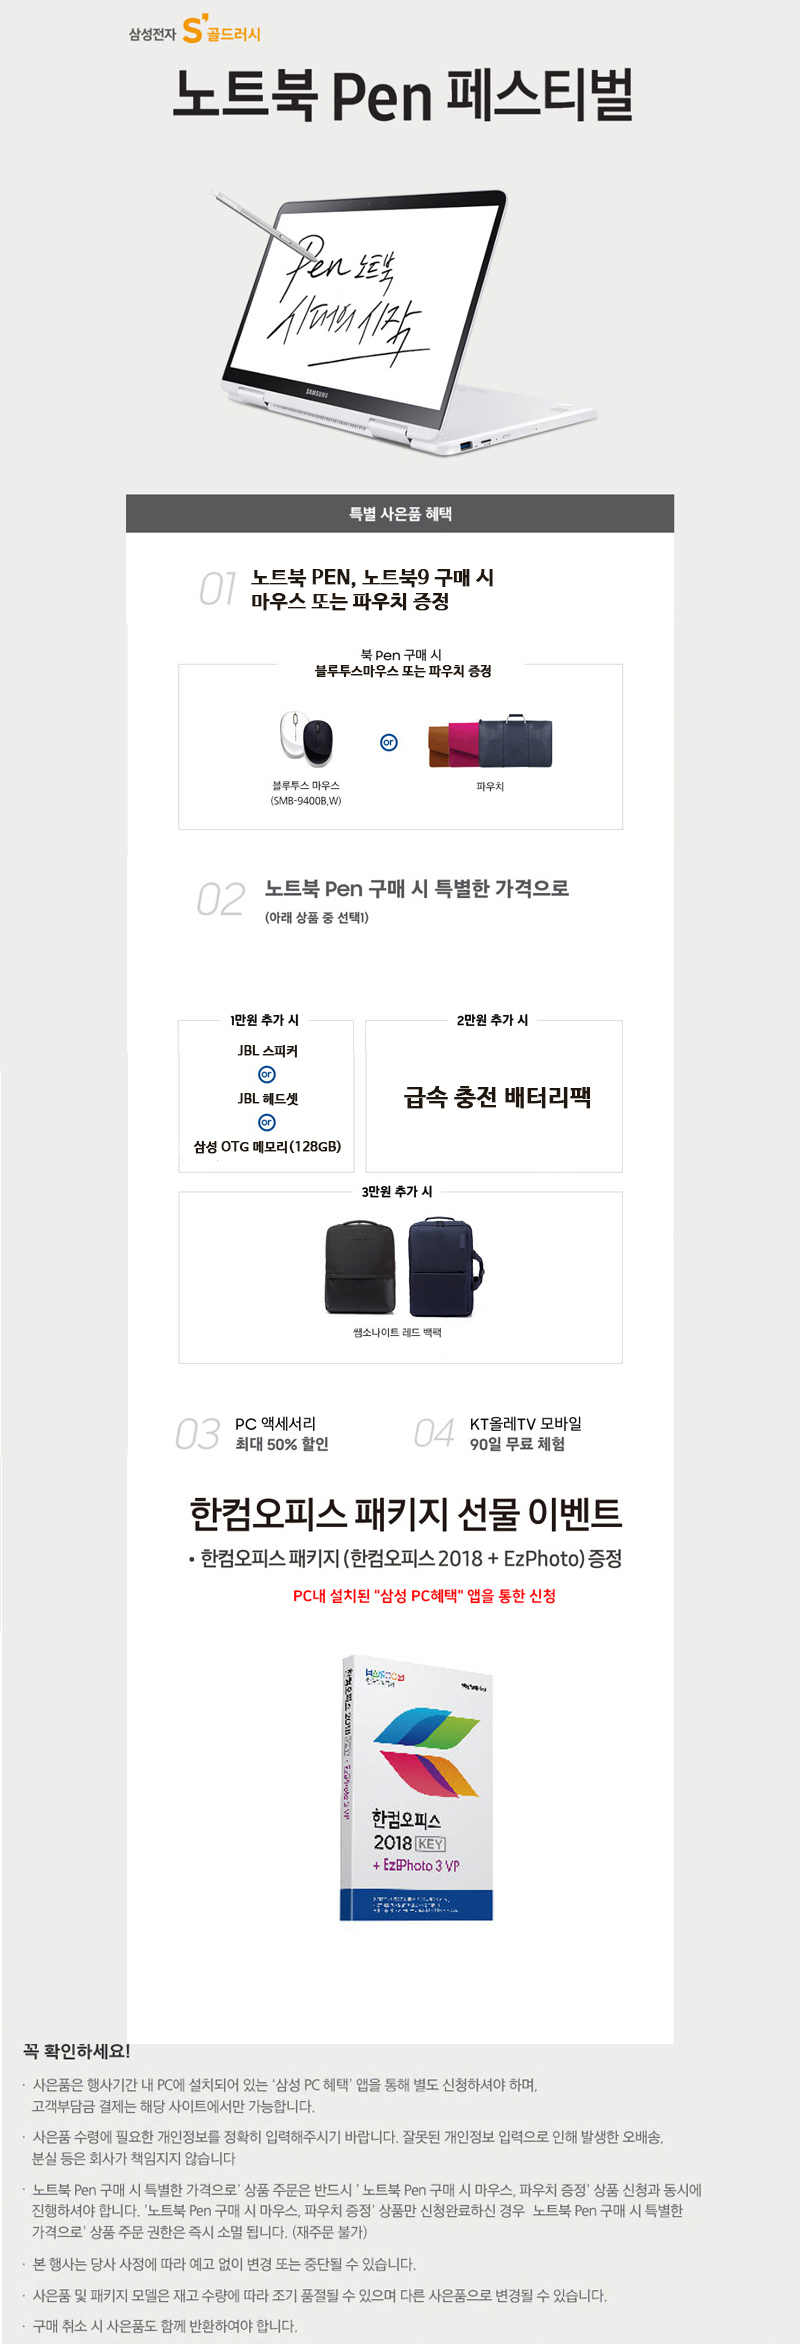 삼성전자 S' 골드러시
노트북 Pen 페스티벌
Pen 노트북
시대의 시작
SAMSUNG
특별 사은품 혜택
01 노트북 PEN, 노트북9 구매 시
마우스 또는 파우치 증정
북 Pen 구매 시
블루투스마우스 또는 파우치 증정
or
블루투스 마우스
(SMB-9400B,W)
파우치
02 노트북 Pen 구매 시 특별한 가격으로
(아래 상품 중 선택1)
1만원 추가 시
JBL 스피커
or
JBL 헤드셋
or
삼성 OTG 메모리(128GB)
2만원 추가 시
급속 충전 배터리팩
3만원 추가 시
쌤소나이트 레드 백팩
03 PC 액세서리
최대 50% 할인
04 KT올레TV 모바일
90일 무료 체험
한컴오피스 패키지 선물 이벤트
• 한컴오피스 패키지 (한컴오피스 2018 + EzPhoto) 증정
PC내 설치된 "삼성 PC혜택" 앱을 통한 신청
한컴오피스
2018 KEY
+ EzPhoto 3 VP
꼭 확인하세요!
· 사은품은 행사기간 내 PC에 설치되어 있는 '삼성 PC 혜택' 앱을 통해 별도 신청하셔야 하며,
고객부담금 결제는 해당 사이트에서만 가능합니다.
· 사은품 수령에 필요한 개인정보를 정확히 입력해주시기 바랍니다. 잘못된 개인정보 입력으로 인해 발생한 오배송,
분실 등은 회사가 책임지지 않습니다
· 노트북 Pen 구매 시 특별한 가격으로' 상품 주문은 반드시 ' 노트북 Pen 구매 시 마우스, 파우치 증정' 상품 신청과 동시에
진행하셔야 합니다. '노트북 Pen 구매 시 마우스, 파우치 증정' 상품만 신청완료하신 경우 노트북 Pen 구매 시 특별한
가격으로' 상품 주문 권한은 즉시 소멸 됩니다. (재주문 불가)
· 본 행사는 당사 사정에 따라 예고 없이 변경 또는 중단될 수 있습니다.
· 사은품 및 패키지 모델은 재고 수량에 따라 조기 품절될 수 있으며 다른 사은품으로 변경될 수 있습니다.
· 구매 취소 시 사은품도 함께 반환하여야 합니다.